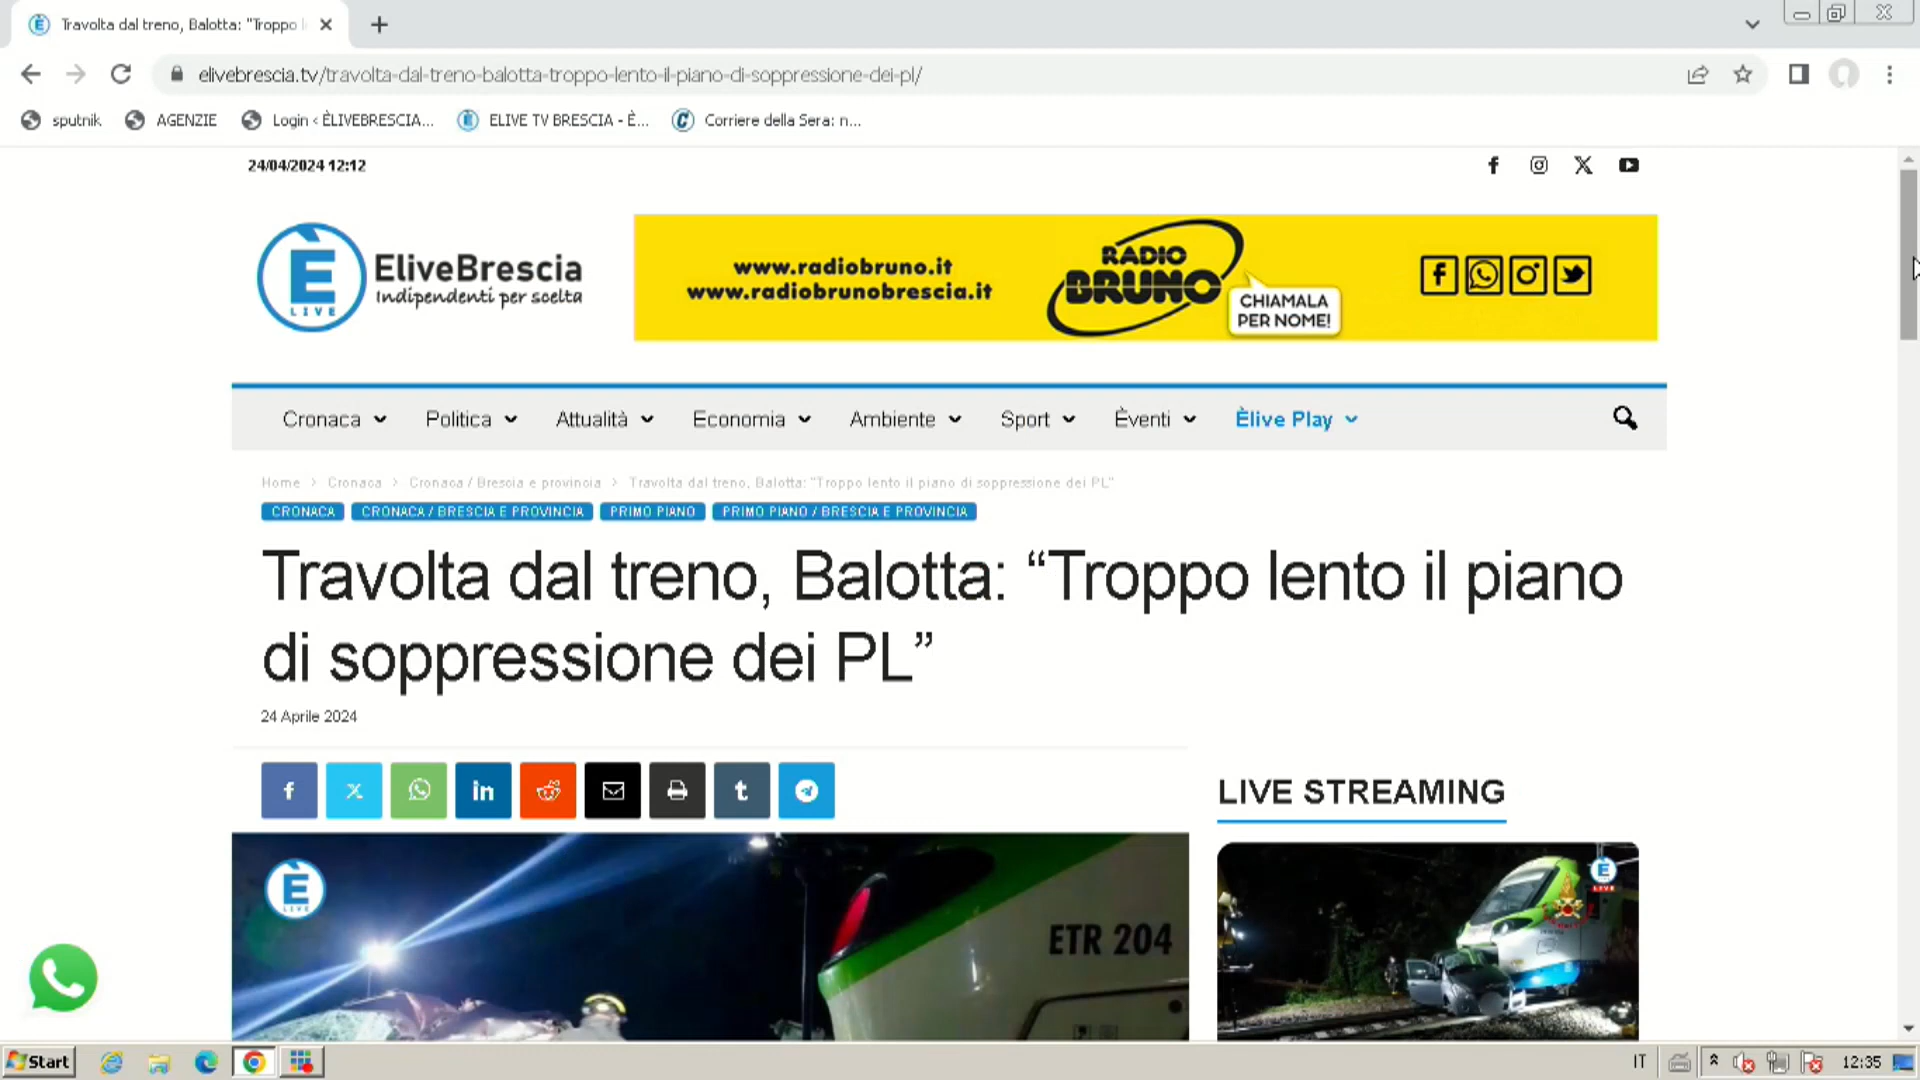 Travolta dal treno, Balotta: "Troppo l
elivebrescia.tv/travolta-dal-treno-balotta-troppo-lento-il-piano-di-soppressione-dei-pl/
sputnik AGENZIE Login ‹ ÈLIVEBRESCIA... ELIVE TV BRESCIA - È... Corriere della Sera: n...
24/04/2024 12:12
È
LIVE
EliveBrescia
Indipendenti per scelta
www.radiobruno.it
www.radiobrunobrescia.it
RADIO
BRUNO
CHIAMALA
PER NOME!
Cronaca Politica Attualità Economia Ambiente Sport Èventi Èlive Play
Home > Cronaca > Cronaca / Brescia e provincia > Travolta dal treno, Balotta: "Troppo lento il piano di soppressione dei PL"
CRONACA CRONACA / BRESCIA E PROVINCIA PRIMO PIANO PRIMO PIANO / BRESCIA E PROVINCIA
Travolta dal treno, Balotta: “Troppo lento il piano
di soppressione dei PL”
24 Aprile 2024
LIVE STREAMING
È
LIVE
ETR 204
È
LIVE
Start
IT
12:35